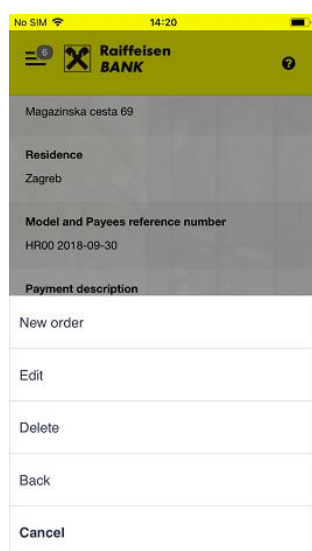 No SIM 14:20
6
Raiffeisen
BANK
?
Magazinska cesta 69
Residence
Zagreb
Model and Payees reference number
HR00 2018-09-30
Payment description
New order
Edit
Delete
Back
Cancel